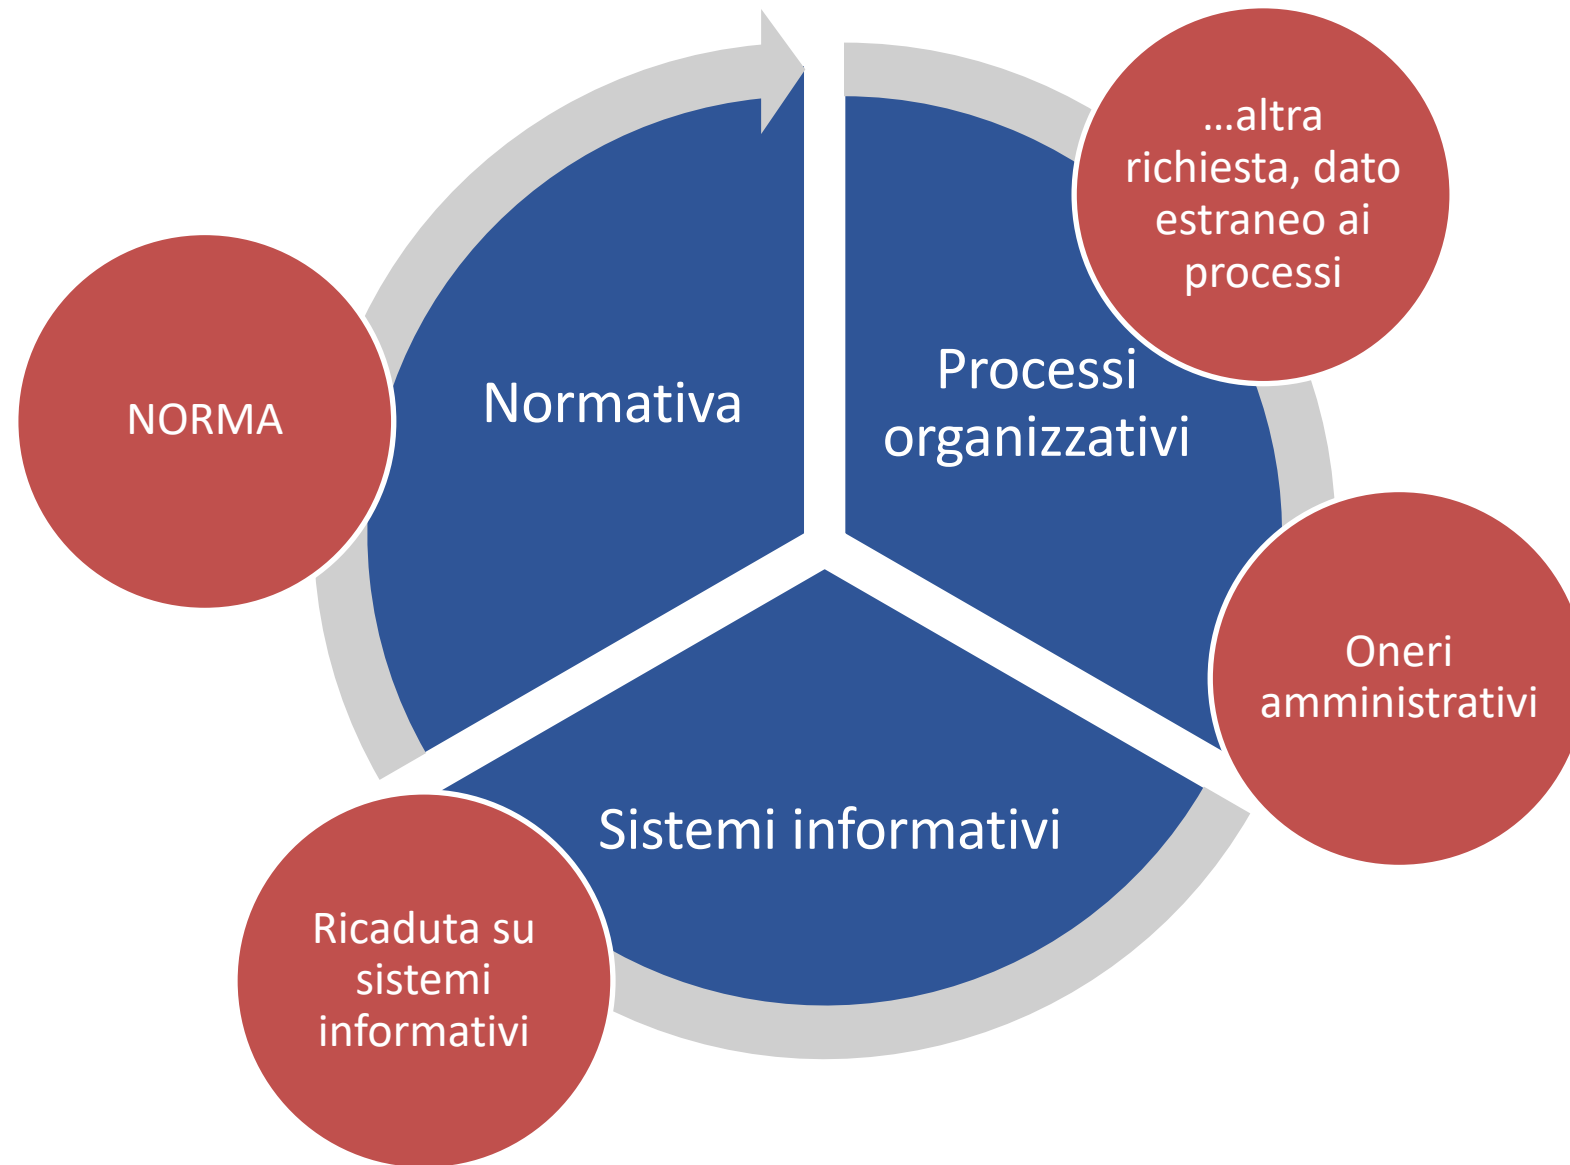 …altra
richiesta, dato
estraneo ai
processi
Processi
organizzativi
Normativa
NORMA
Oneri
amministrativi
Sistemi informativi
Ricaduta su
sistemi
informativi